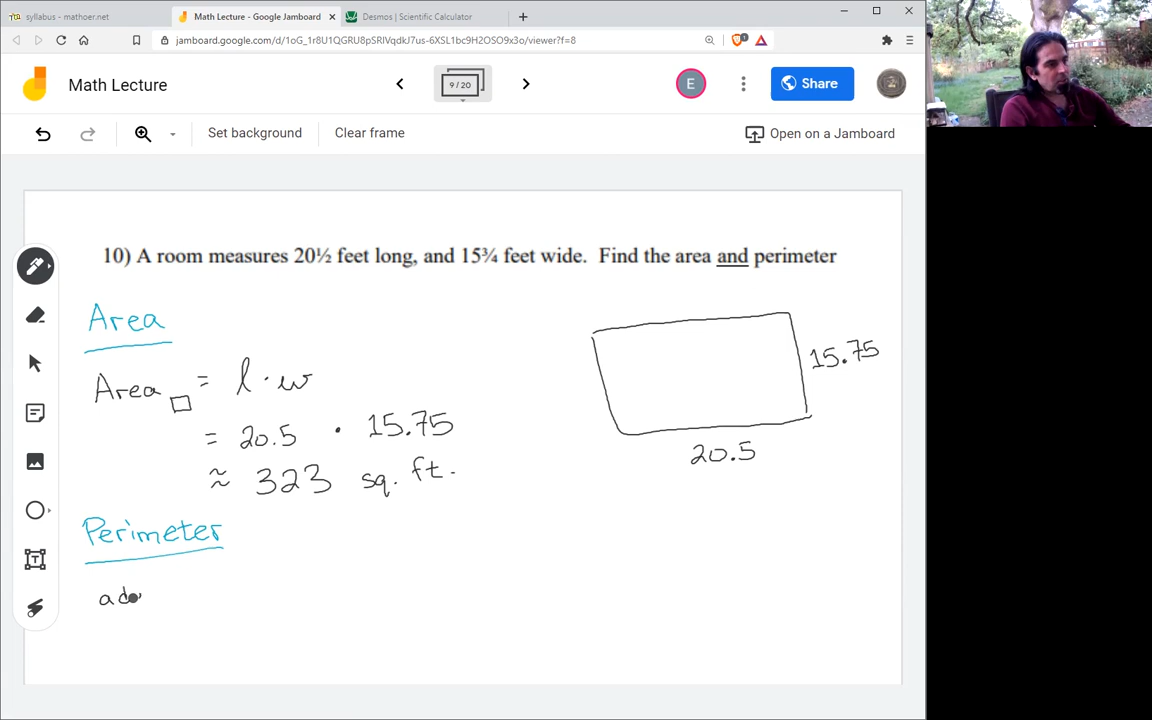 syllabus - mathoer.net
Math Lecture - Google Jamboard
Desmos | Scientific Calculator
jamboard.google.com/d/1oG_1r8U1QGRU8pSRlVqdkJ7us-6XSL1bc9H2OSO9x3o/viewer?f=8
Math Lecture
9 / 20
E
Share
Set background
Clear frame
Open on a Jamboard
10) A room measures 20½ feet long, and 15¾ feet wide. Find the area and perimeter
Area
Area □ = l · w
= 20.5 · 15.75
≈ 323 sq. ft.
15.75
20.5
Perimeter
ad